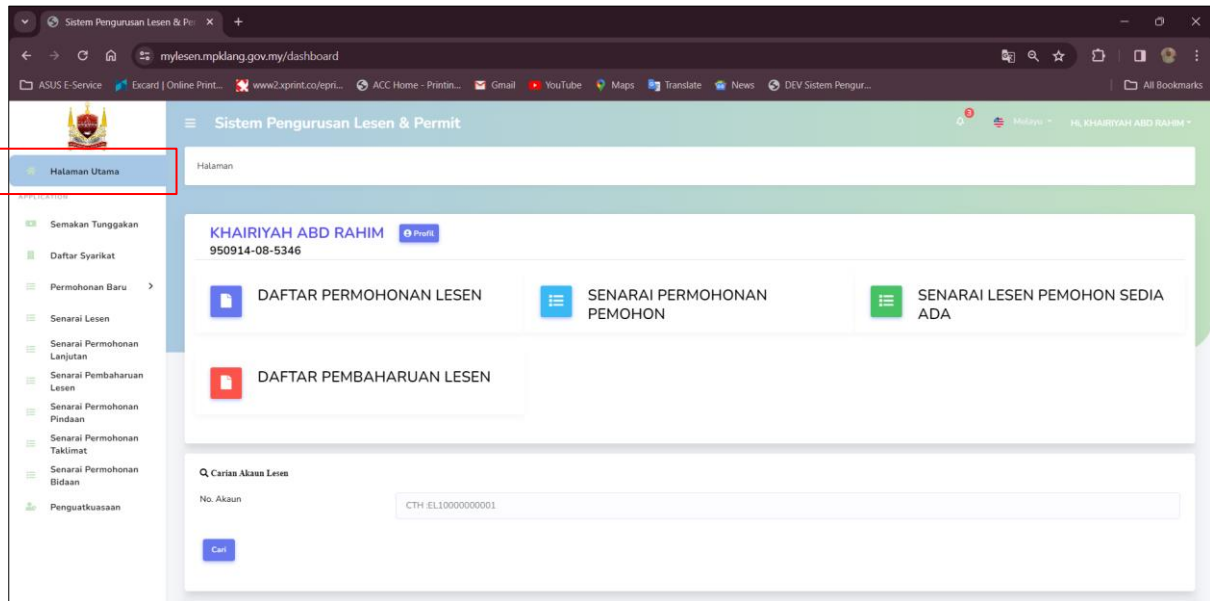 Sistem Pengurusan Lesen & Pe
mylesen.mpklang.gov.my/dashboard
ASUS E-Service Excard | Online Print... www2.xprint.co/epri... ACC Home - Printin... Gmail YouTube Maps Translate News DEV Sistem Pengur... All Bookmarks
Sistem Pengurusan Lesen & Permit
3
Melayu HI, KHAIRIYAH ABD RAHIM
Halaman Utama
Halaman
APPLICATION
Semakan Tunggakan
Daftar Syarikat
Permohonan Baru
Senarai Lesen
Senarai Permohonan
Lanjutan
Senarai Pembaharuan
Lesen
Senarai Permohonan
Pindaan
Senarai Permohonan
Taklimat
Senarai Permohonan
Bidaan
Penguatkuasaan
KHAIRIYAH ABD RAHIM Profil
950914-08-5346
DAFTAR PERMOHONAN LESEN
SENARAI PERMOHONAN
PEMOHON
SENARAI LESEN PEMOHON SEDIA
ADA
DAFTAR PEMBAHARUAN LESEN
Carian Akaun Lesen
No. Akaun
CTH :EL10000000001
Cari